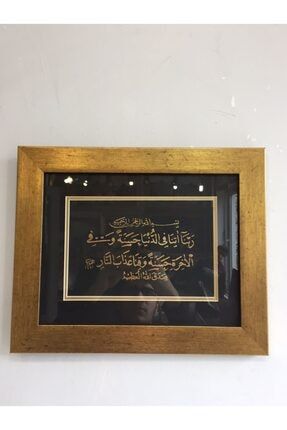 بسم الله الرحمن الرحيم
ربنا آتنا في الدنيا حسنة وفي
الآخرة حسنة وقنا عذاب النار
صدق الله العظيم